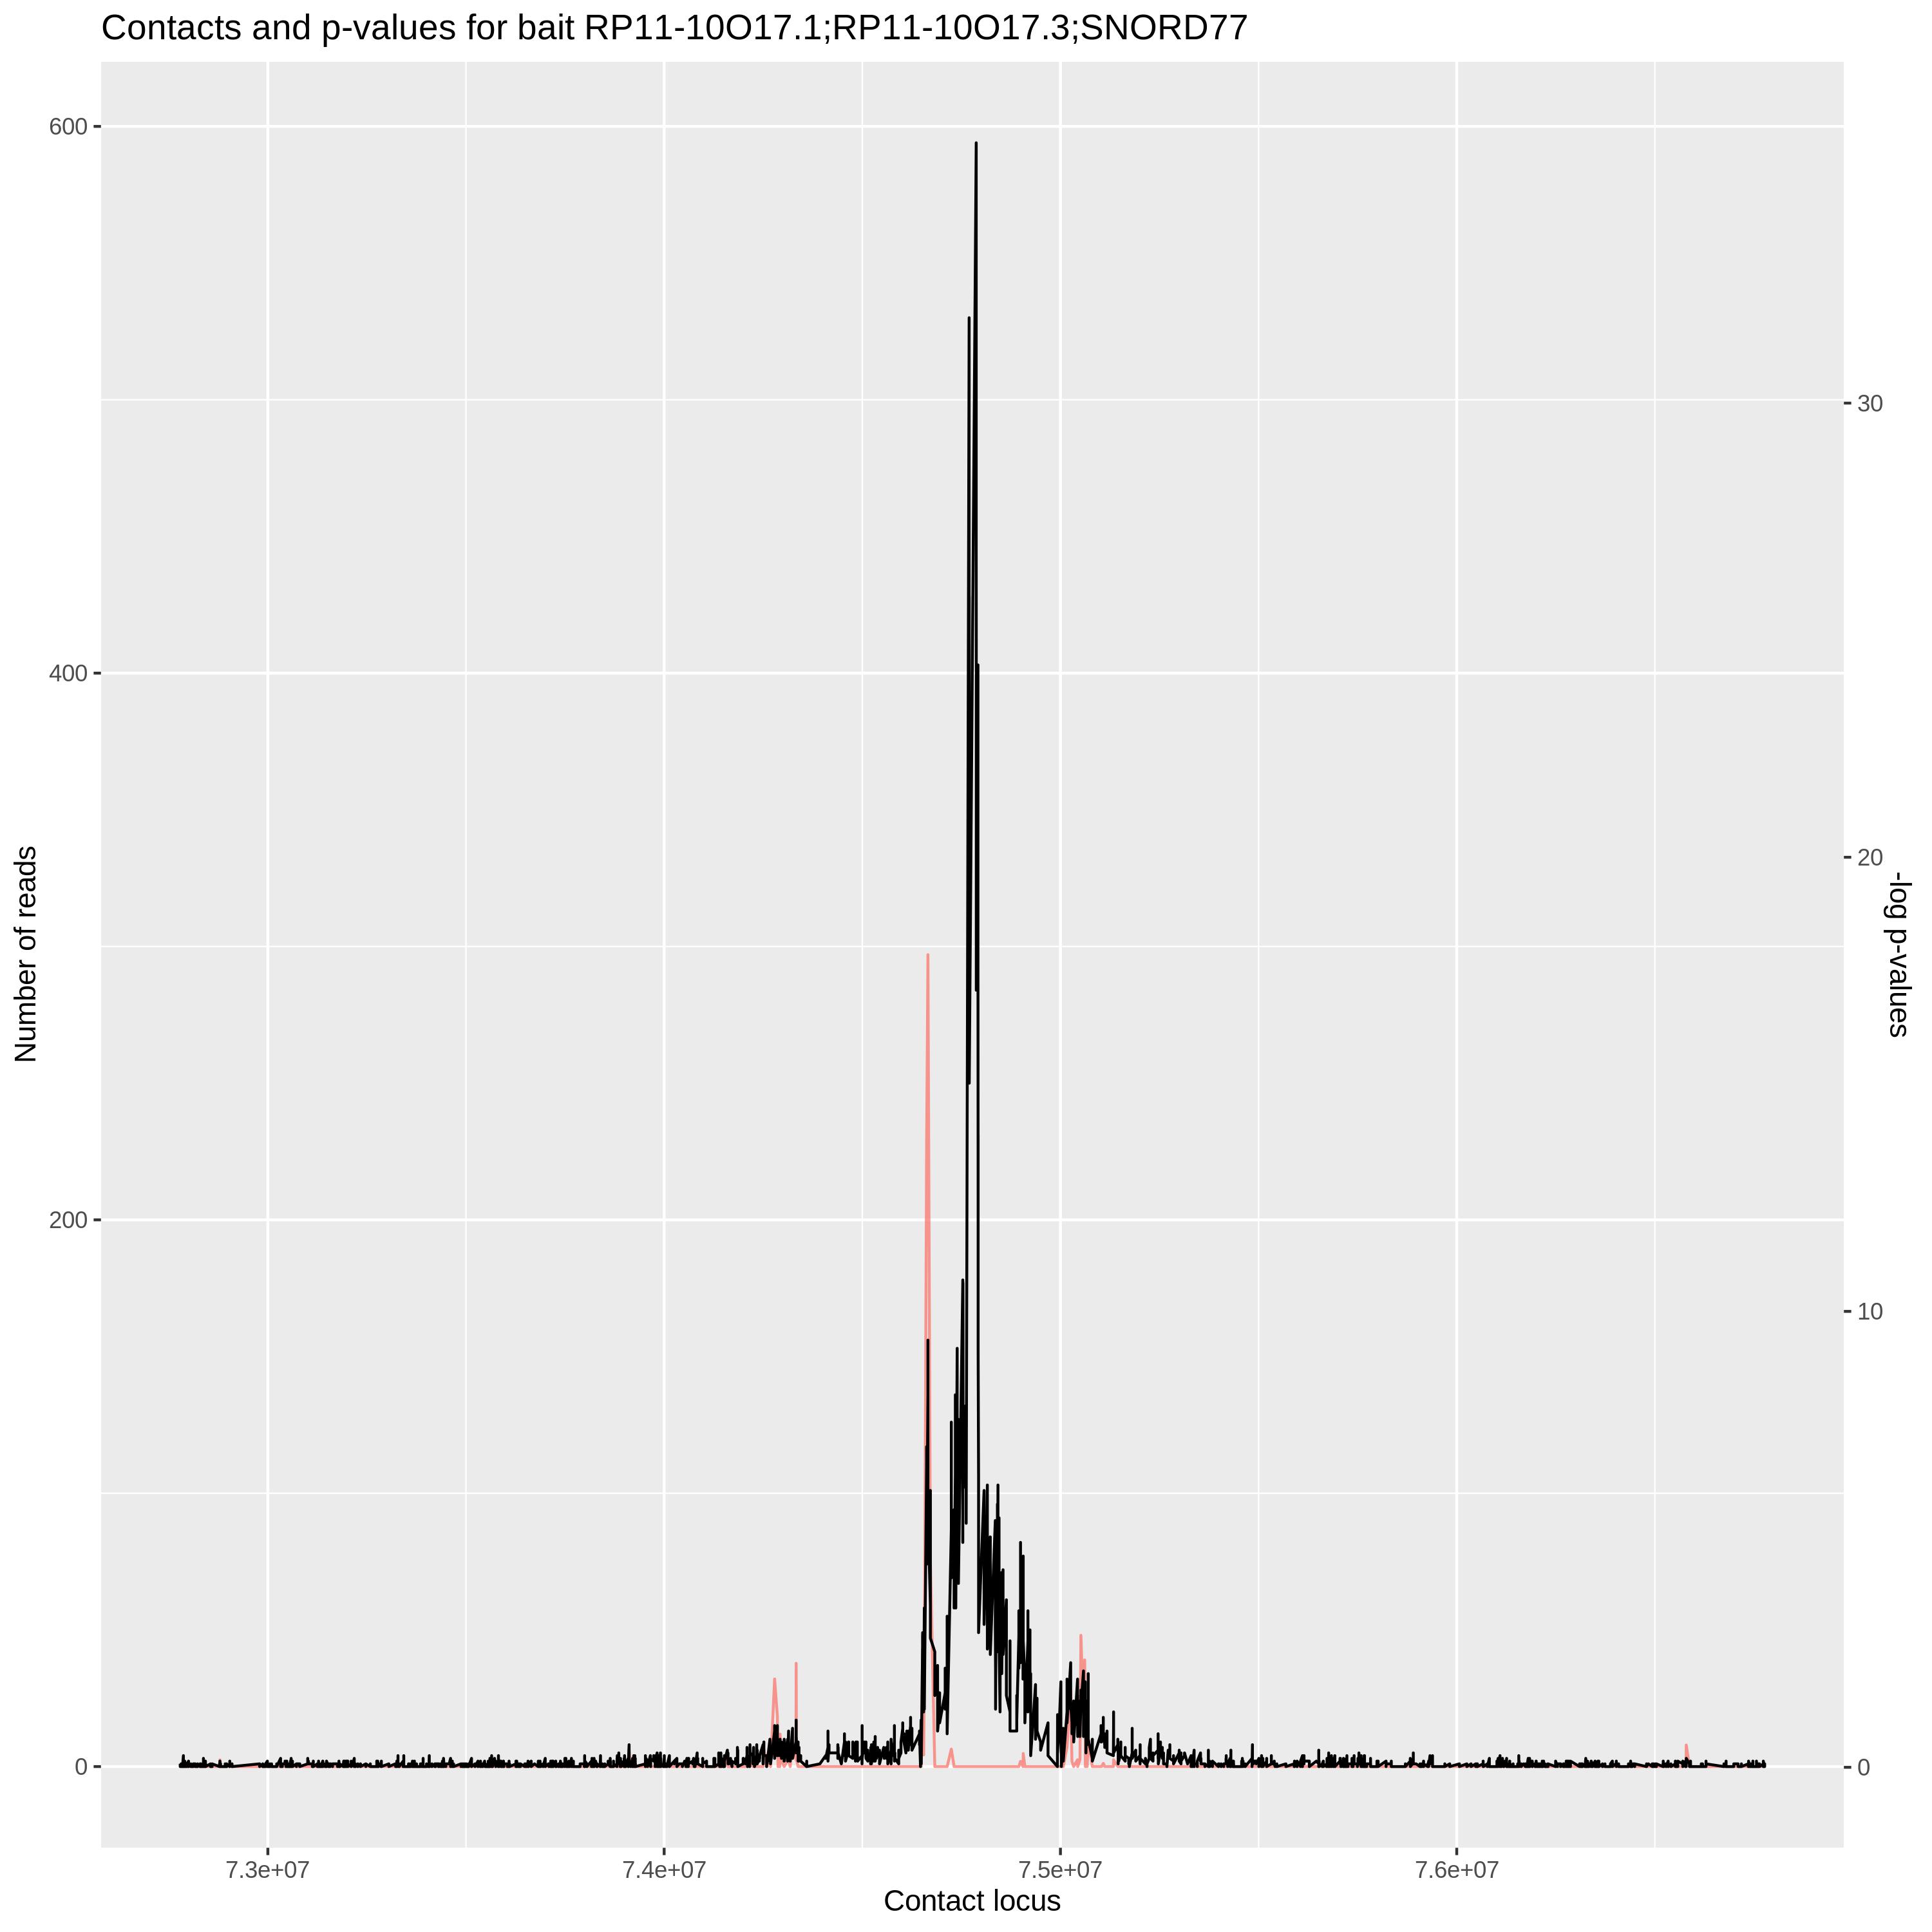 Contacts and p-values for bait RP11-10O17.1;RP11-10O17.3;SNORD77
600
400
200
0
Number of reads
30
20
10
0
-log p-values
7.3e+07
7.4e+07
7.5e+07
7.6e+07
Contact locus